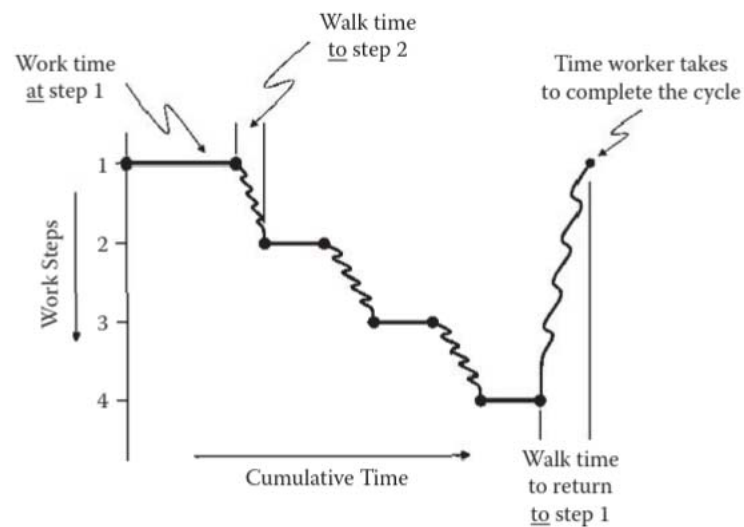 Walk time
to step 2
Work time
at step 1
Time worker takes
to complete the cycle
1
2
3
4
Work Steps
Cumulative Time
Walk time
to return
to step 1